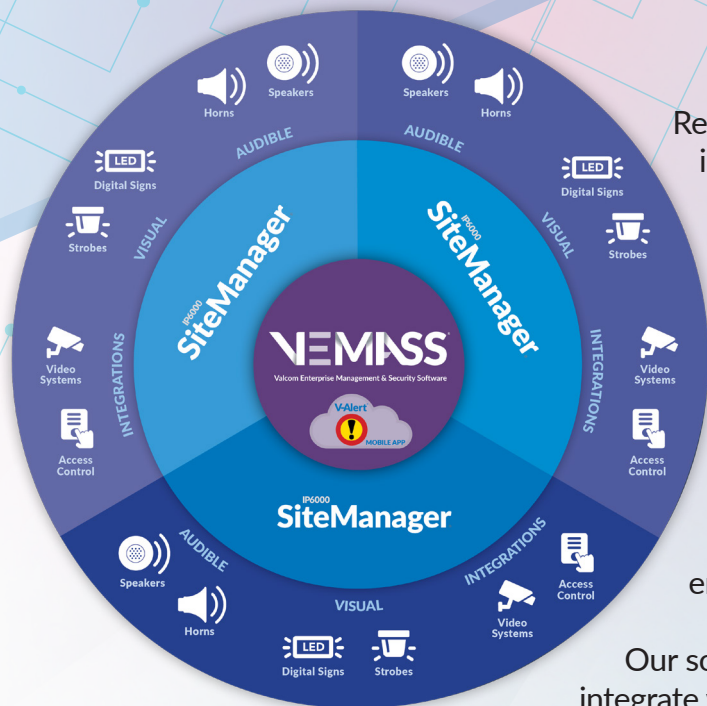 Speakers
Horns
AUDIBLE
LED
Digital Signs
VISUAL
Strobes
INTEGRATIONS
Video
Systems
Access
Control
IP6000
SiteManager
Speakers
Horns
AUDIBLE
LED
Digital Signs
VISUAL
Strobes
INTEGRATIONS
Video
Systems
Access
Control
IP6000
SiteManager
VEMASS
Valcom Enterprise Management & Security Software
V-Alert
MOBILE APP
IP6000
SiteManager
AUDIBLE
Speakers
Horns
VISUAL
LED
Digital Signs
Strobes
INTEGRATIONS
Video
Systems
Access
Control
Re
i
e
Our so
integrate